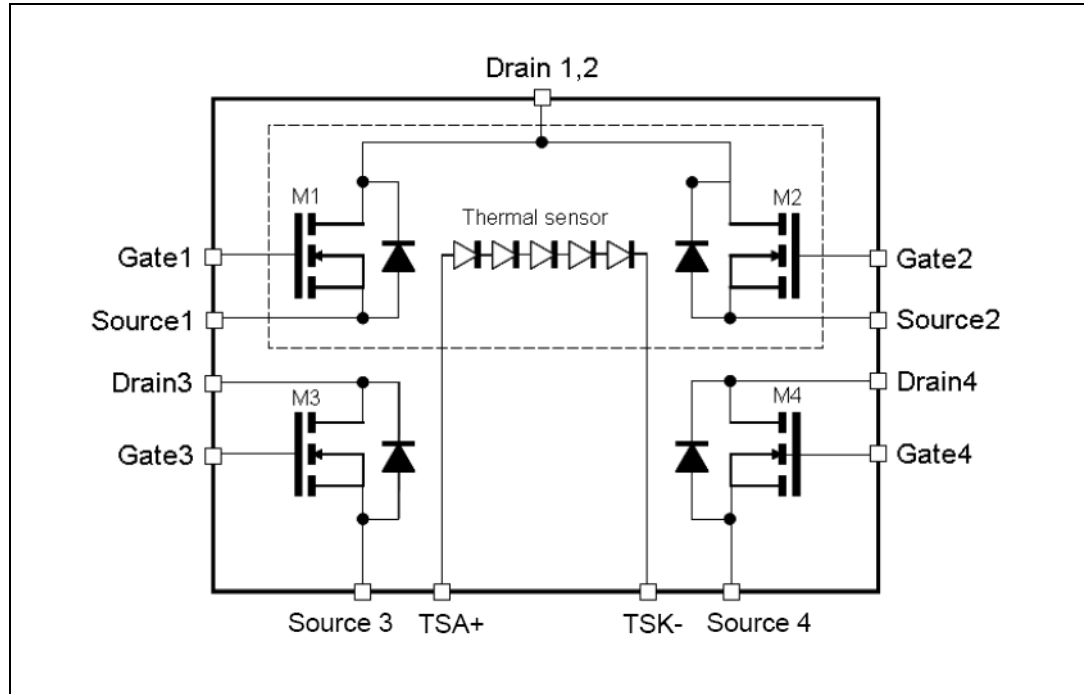 Drain 1,2
M1
M2
Thermal sensor
Gate1
Gate2
Source1
Source2
Drain3
Drain4
M3
M4
Gate3
Gate4
Source 3
TSA+
TSK-
Source 4